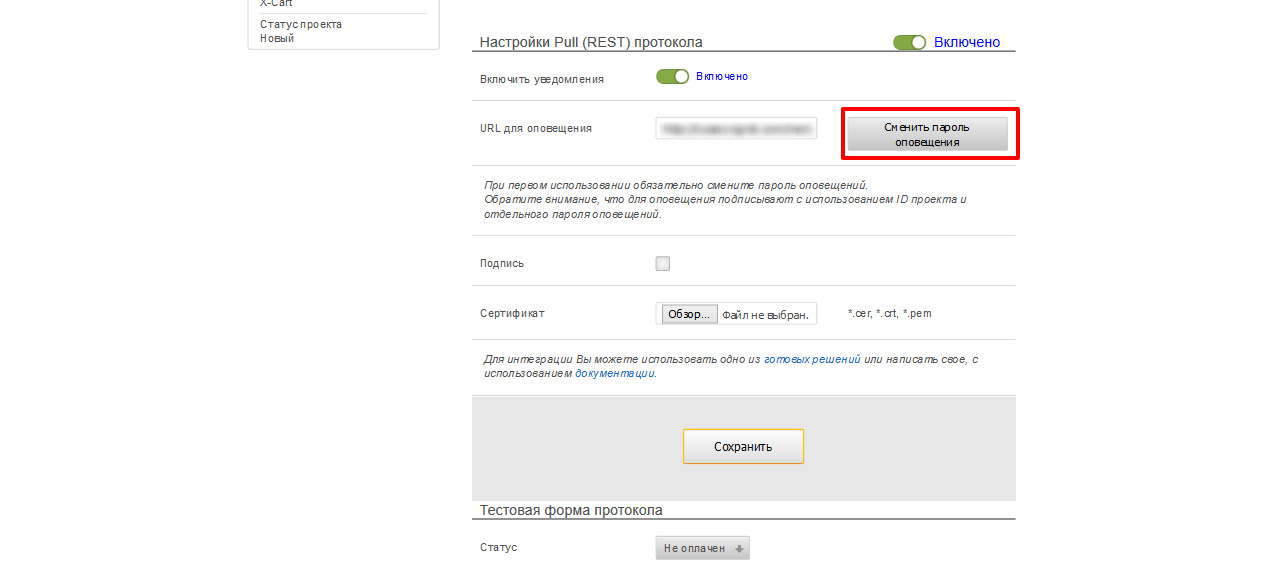 X-Cart
Статус проекта
Новый
Настройки Pull (REST) протокола
Включено
Включить уведомления
Включено
URL для оповещения
Сменить пароль
оповещения
При первом использовании обязательно смените пароль оповещений.
Обратите внимание, что для оповещения подписывают с использованием ID проекта и
отдельного пароля оповещений.
Подпись
Сертификат
Обзор...
Файл не выбран.
*.cer, *.crt, *.pem
Для интеграции Вы можете использовать одно из готовых решений или написать свое, с
использованием документации.
Сохранить
Тестовая форма протокола
Статус
Не оплачен